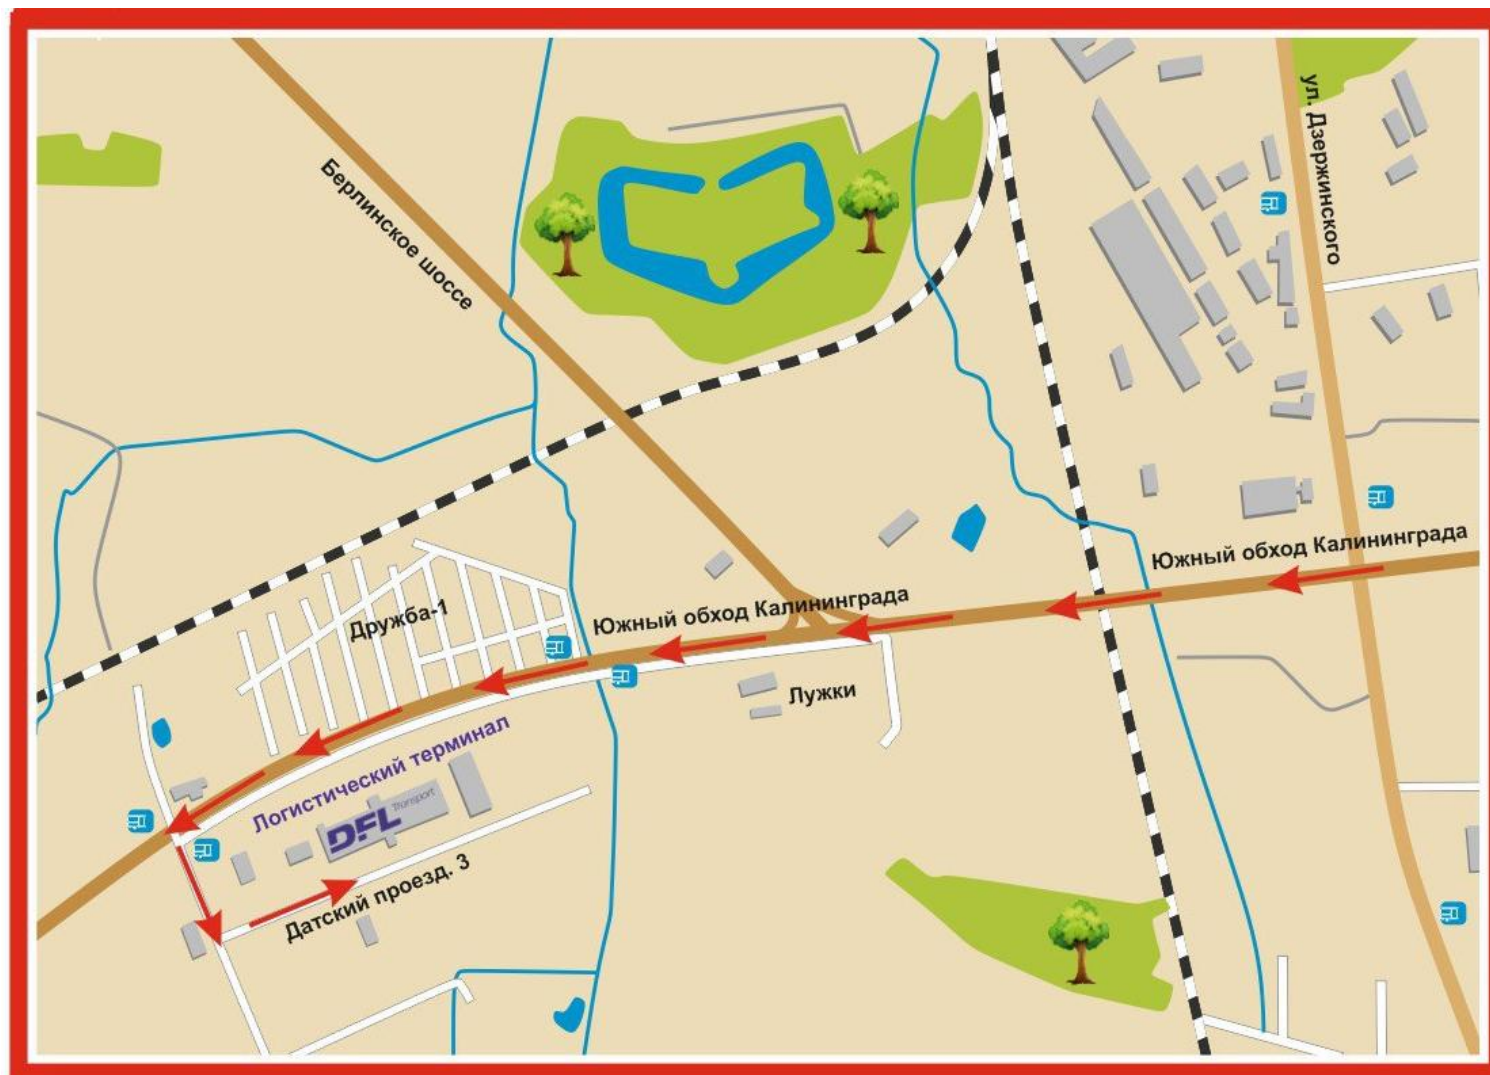 ул. Дзержинского
Берлинское шоссе
Южный обход Калининграда
Южный обход Калининграда
Дружба-1
Лужки
Логистический терминал
DFL Transport
Датский проезд. 3